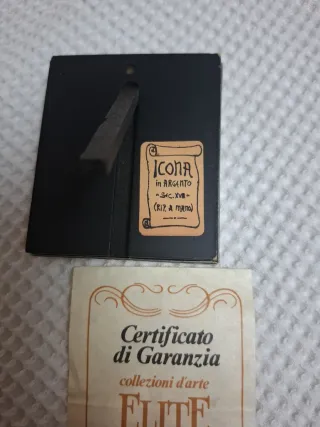 ICONA
in ARGENTO
SEC. XVII
(RIP. A MANO)
Certificato
di Garanzia
collezioni d'arte
ELITE